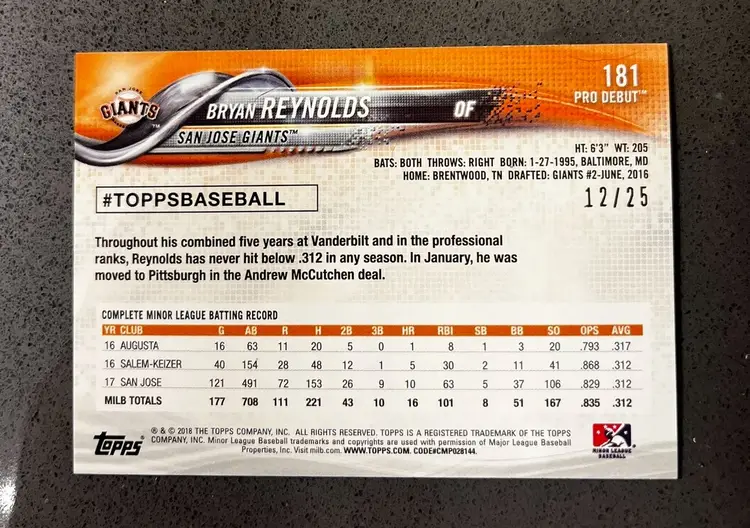 181
PRO DEBUT™
SAN FRANCISCO
GIANTS™
BRYAN REYNOLDS OF
SAN JOSE GIANTS™
HT: 6'3" WT: 205
BATS: BOTH THROWS: RIGHT BORN: 1-27-1995, BALTIMORE, MD
HOME: BRENTWOOD, TN DRAFTED: GIANTS #2-JUNE, 2016
#TOPPSBASEBALL
12/25
Throughout his combined five years at Vanderbilt and in the professional
ranks, Reynolds has never hit below .312 in any season. In January, he was
moved to Pittsburgh in the Andrew McCutchen deal.
COMPLETE MINOR LEAGUE BATTING RECORD
YR CLUB G AB R H 2B 3B HR RBI SB BB SO OPS AVG
16 AUGUSTA 16 63 11 20 5 0 1 8 1 3 20 .793 .317
16 SALEM-KEIZER 40 154 28 48 12 1 5 30 2 11 41 .868 .312
17 SAN JOSE 121 491 72 153 26 9 10 63 5 37 106 .829 .312
MILB TOTALS 177 708 111 221 43 10 16 101 8 51 167 .835 .312
® & © 2018 THE TOPPS COMPANY, INC. ALL RIGHTS RESERVED. TOPPS IS A REGISTERED TRADEMARK OF THE TOPPS
COMPANY, INC. Minor League Baseball trademarks and copyrights are used with permission of Major League Baseball
Properties, Inc. Visit milb.com. WWW.TOPPS.COM. CODE#CMP028144.
TOPPS®
MINOR LEAGUE
BASEBALL